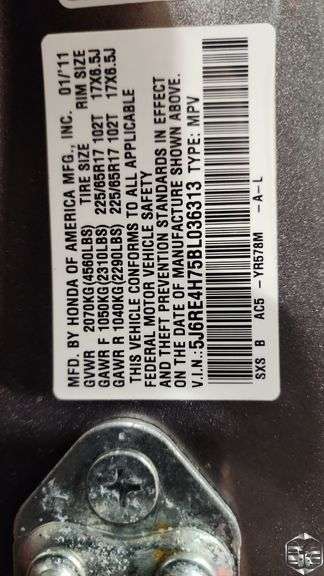 MFD. BY HONDA OF AMERICA MFG., INC. 01/'11
TIRE SIZE RIM SIZE
GVWR 2070KG(4560LBS)
GAWR F 1050KG(2310LBS) 225/65R17 102T 17X6.5J
GAWR R 1040KG(2290LBS) 225/65R17 102T 17X6.5J
THIS VEHICLE CONFORMS TO ALL APPLICABLE
FEDERAL MOTOR VEHICLE SAFETY
AND THEFT PREVENTION STANDARDS IN EFFECT
ON THE DATE OF MANUFACTURE SHOWN ABOVE.
V.I.N.:5J6RE4H75BL036313 TYPE: MPV
SXS B AC5 -YR578M -A-L